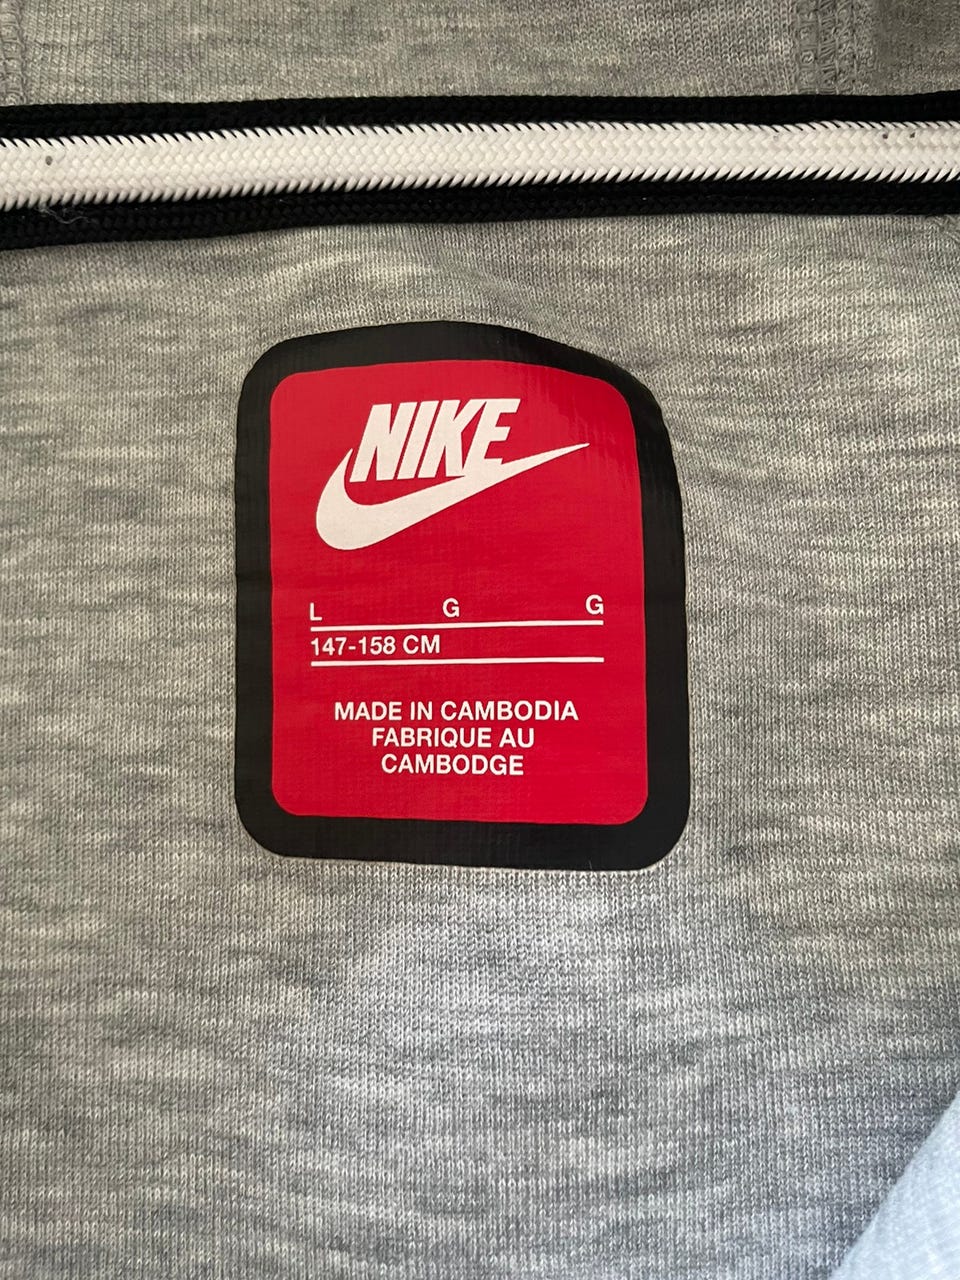 NIKE
L G G
147-158 CM
MADE IN CAMBODIA
FABRIQUE AU
CAMBODGE